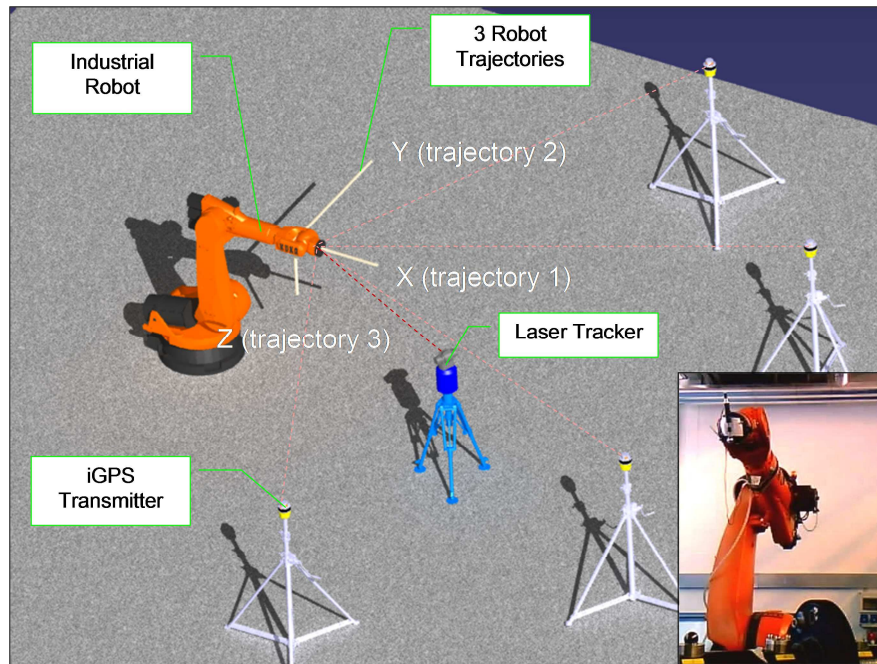 3 Robot
Trajectories
Industrial
Robot
Y (trajectory 2)
X (trajectory 1)
Z (trajectory 3)
Laser Tracker
iGPS
Transmitter